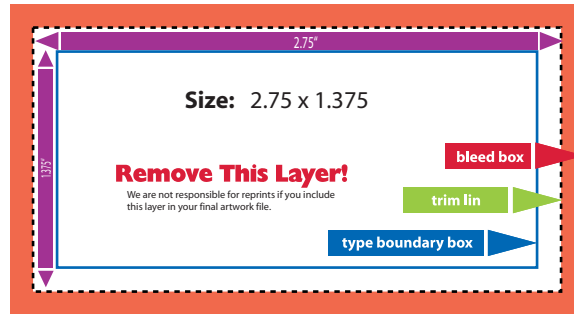 2.75"
Size: 2.75 x 1.375
1.375"
bleed box
Remove This Layer!
We are not responsible for reprints if you include
this layer in your final artwork file.
trim lin
type boundary box